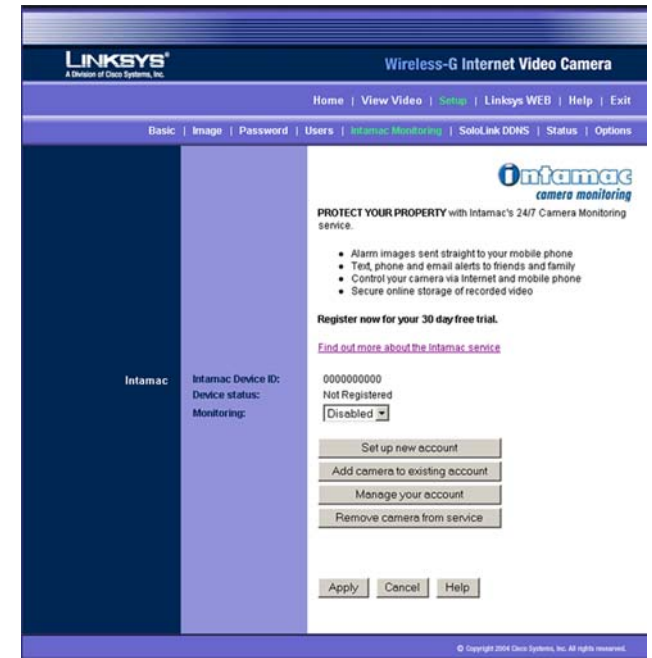 LINKSYS®
A Division of Cisco Systems, Inc.
Wireless-G Internet Video Camera
Home | View Video | Setup | Linksys WEB | Help | Exit
Basic | Image | Password | Users | Intamac Monitoring | SoloLink DDNS | Status | Options
intamac
camera monitoring
PROTECT YOUR PROPERTY with Intamac's 24/7 Camera Monitoring
service.
• Alarm images sent straight to your mobile phone
• Text, phone and email alerts to friends and family
• Control your camera via Internet and mobile phone
• Secure online storage of recorded video
Register now for your 30 day free trial.
Find out more about the Intamac service
Intamac
Intamac Device ID: 0000000000
Device status: Not Registered
Monitoring: Disabled
Set up new account
Add camera to existing account
Manage your account
Remove camera from service
Apply Cancel Help
© Copyright 2004 Cisco Systems, Inc. All rights reserved.